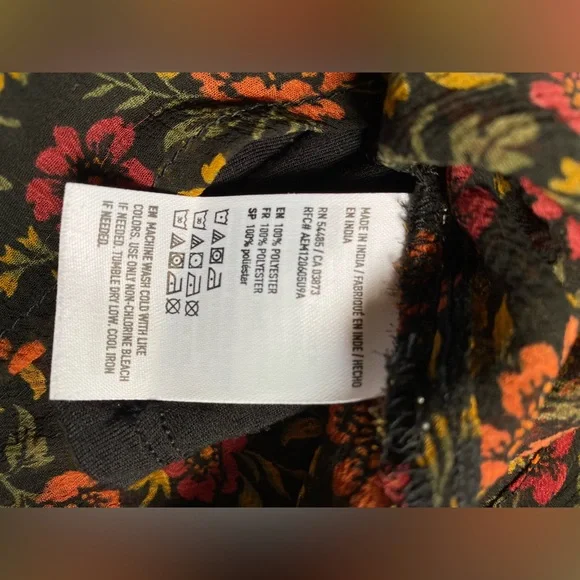 MADE IN INDIA / FABRIQUÉ EN INDE / HECHO
EN INDIA
RN 54485 / CA 03873
RFC# AEM120605U9A
EN 100% POLYESTER
FR 100% POLYESTER
SP 100% poliéster
EN MACHINE WASH COLD WITH LIKE
COLORS. USE ONLY NON-CHLORINE BLEACH
IF NEEDED. TUMBLE DRY LOW. COOL IRON
IF NEEDED.